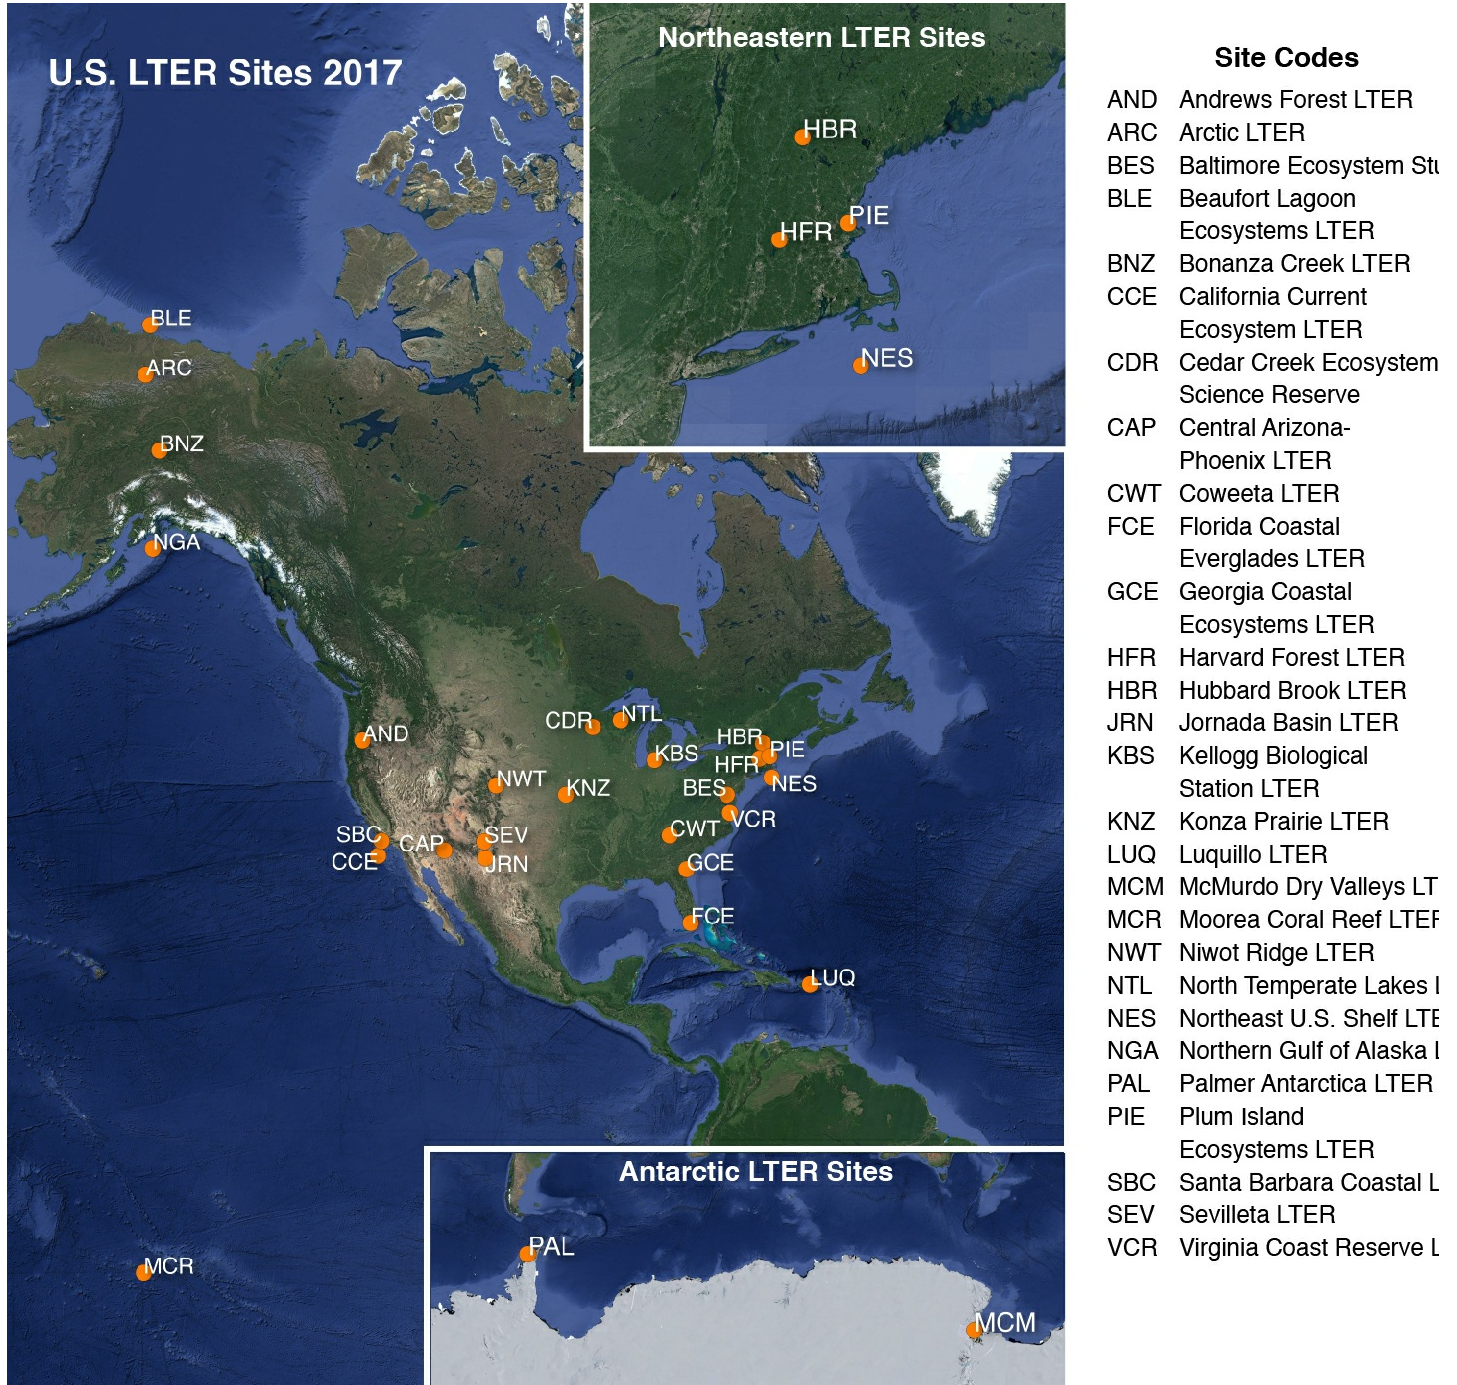 U.S. LTER Sites 2017
Northeastern LTER Sites
HBR
PIE
HFR
NES
BLE
ARC
BNZ
NGA
AND
CDR
NTL
KBS
HBR
PIE
HFR
NES
NWT
KNZ
BES
VCR
SBC
CAP
SEV
CWT
CCE
JRN
GCE
FCE
LUQ
MCR
Antarctic LTER Sites
PAL
MCM
Site Codes
AND Andrews Forest LTER
ARC Arctic LTER
BES Baltimore Ecosystem
BLE Beaufort Lagoon
Ecosystems LTER
BNZ Bonanza Creek LTER
CCE California Current
Ecosystem LTER
CDR Cedar Creek Ecosystem
Science Reserve
CAP Central Arizona-
Phoenix LTER
CWT Coweeta LTER
FCE Florida Coastal
Everglades LTER
GCE Georgia Coastal
Ecosystems LTER
HFR Harvard Forest LTER
HBR Hubbard Brook LTER
JRN Jornada Basin LTER
KBS Kellogg Biological
Station LTER
KNZ Konza Prairie LTER
LUQ Luquillo LTER
MCM McMurdo Dry Valleys LT
MCR Moorea Coral Reef LTER
NWT Niwot Ridge LTER
NTL North Temperate Lakes
NES Northeast U.S. Shelf LTE
NGA Northern Gulf of Alaska
PAL Palmer Antarctica LTER
PIE Plum Island
Ecosystems LTER
SBC Santa Barbara Coastal L
SEV Sevilleta LTER
VCR Virginia Coast Reserve L